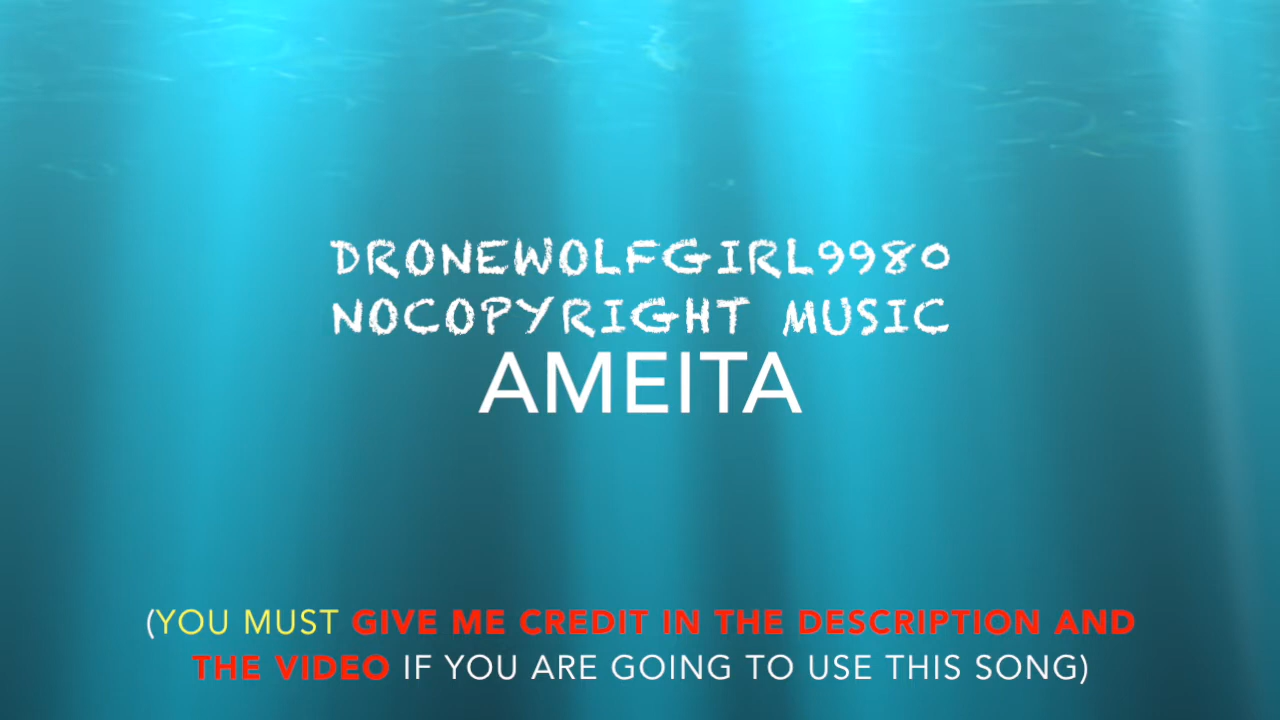 DRONEWOLFGIRL9980
NOCOPYRIGHT MUSIC
AMEITA
(YOU MUST GIVE ME CREDIT IN THE DESCRIPTION AND
THE VIDEO IF YOU ARE GOING TO USE THIS SONG)